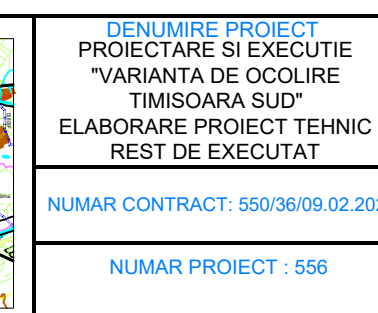 DENUMIRE PROIECT
PROIECTARE SI EXECUTIE
"VARIANTA DE OCOLIRE
TIMISOARA SUD"
ELABORARE PROIECT TEHNIC
REST DE EXECUTAT
NUMAR CONTRACT: 550/36/09.02.202
NUMAR PROIECT : 556